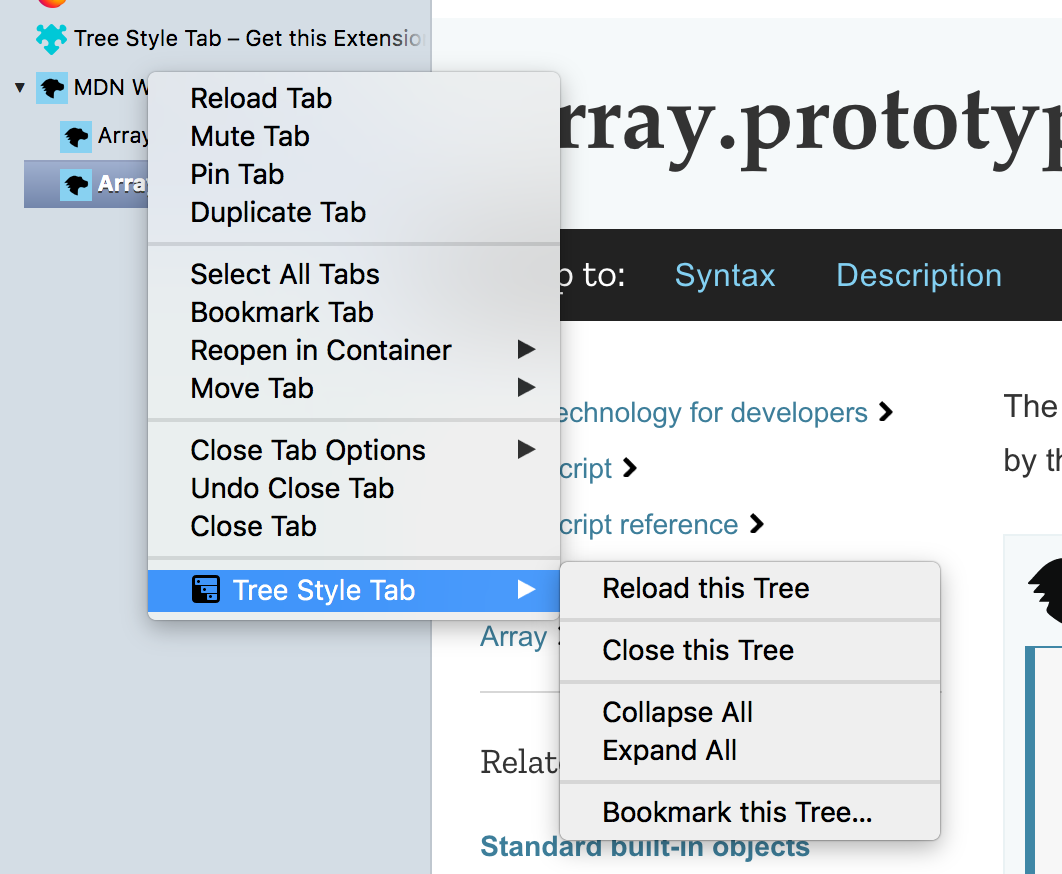 Tree Style Tab – Get this Extension
MDN W
Array
Arra
Reload Tab
Mute Tab
Pin Tab
Duplicate Tab
Select All Tabs
Bookmark Tab
Reopen in Container
Move Tab
Close Tab Options
Undo Close Tab
Close Tab
Tree Style Tab
Reload this Tree
Close this Tree
Collapse All
Expand All
Bookmark this Tree...
rray.prototyp
p to: Syntax Description
echnology for developers
cript
cript reference
Array
Relat
Standard built-in objects
The
by th